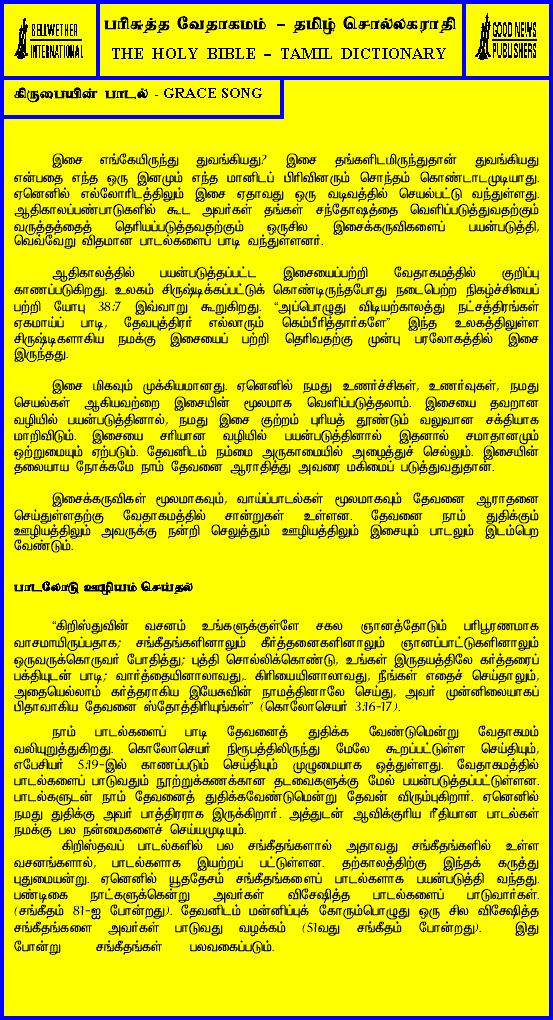 BELLWETHER
INTERNATIONAL
பரிசுத்த வேதாகமம் – தமிழ் சொல்லகராதி
THE HOLY BIBLE – TAMIL DICTIONARY
GOOD NEWS
PUBLISHERS
கிருபையின் பாடல் - GRACE SONG
இசை எங்கேயிருந்து துவங்கியது? இசை தங்களிடமிருந்துதான் துவங்கியது
என்பதை எந்த ஒரு இனமும் எந்த மானிடப் பிரிவினரும் சொந்தம் கொண்டாடமுடியாது.
ஏனெனில் எல்லோரிடத்திலும் இசை ஏதாவது ஒரு வடிவத்தில் செயல்பட்டு வந்துள்ளது.
ஆதிகாலப்பண்பாடுகளில் கூட அவர்கள் தங்கள் சந்தோஷத்தை வெளிப்படுத்துவதற்கும்
வருத்தத்தைத் தெரியப்படுத்தவதற்கும் ஒருசில இசைக்கருவிகளைப் பயன்படுத்தி,
வெவ்வேறு விதமான பாடல்களைப் பாடி வந்துள்ளனர்.
ஆதிகாலத்தில் பயன்படுத்தப்பட்ட இசையைப்பற்றி வேதாகமத்தில் குறிப்பு
காணப்படுகிறது. உலகம் சிருஷ்டிக்கப்பட்டுக் கொண்டிருந்தபோது நடைபெற்ற நிகழ்ச்சியைப்
பற்றி யோபு 38:7 இவ்வாறு கூறுகிறது. “அப்பொழுது விடியற்காலத்து நட்சத்திரங்கள்
ஏகமாய்ப் பாடி, தேவபுத்திரர் எல்லாரும் கெம்பீரித்தார்களே” இந்த உலகத்திலுள்ள
சிருஷ்டிகளாகிய நமக்கு இசையைப் பற்றி தெரிவதற்கு முன்பு பரலோகத்தில் இசை
இருந்தது.
இசை மிகவும் முக்கியமானது. ஏனெனில் நமது உணர்ச்சிகள், உணர்வுகள், நமது
செயல்கள் ஆகியவற்றை இசையின் மூலமாக வெளிப்படுத்தலாம். இசையை தவறான
வழியில் பயன்படுத்தினால், நமது இசை குற்றம் புரியத் தூண்டும் வலுவான சக்தியாக
மாறிவிடும். இசையை சரியான வழியில் பயன்படுத்தினால் இதனால் சமாதானமும்
ஒற்றுமையும் ஏற்படும். தேவனிடம் நம்மை அருகாமையில் அழைத்துச் செல்லும். இசையின்
தலையாய நோக்கமே நாம் தேவனை ஆராதித்து அவரை மகிமைப் படுத்துவதுதான்.
இசைக்கருவிகள் மூலமாகவும், வாய்ப்பாடல்கள் மூலமாகவும் தேவனை ஆராதனை
செய்துள்ளதற்கு வேதாகமத்தில் சான்றுகள் உள்ளன. தேவனை நாம் துதிக்கும்
ஊழியத்திலும் அவருக்கு நன்றி செலுத்தும் ஊழியத்திலும் இசையும் பாடலும் இடம்பெற
வேண்டும்.
பாடலோடு ஊழியம் செய்தல்
“கிறிஸ்துவின் வசனம் உங்களுக்குள்ளே சகல ஞானத்தோடும் பரிபூரணமாக
வாசமாயிருப்பதாக; சங்கீதங்களினாலும் கீர்த்தனைகளினாலும் ஞானப்பாட்டுகளினாலும்
ஒருவருக்கொருவர் போதித்து; புத்தி சொல்லிக்கொண்டு, உங்கள் இருதயத்திலே கர்த்தரைப்
பக்தியுடன் பாடி; வார்த்தையினாலாவது,. கிரியையினாலாவது, நீங்கள் எதைச் செய்தாலும்,
அதையெல்லாம் கர்த்தராகிய இயேசுவின் நாமத்தினாலே செய்து, அவர் முன்னிலையாகப்
பிதாவாகிய தேவனை ஸ்தோத்திரியுங்கள்” (கொலோசெயர் 3:16-17).
நாம் பாடல்களைப் பாடி தேவனைத் துதிக்க வேண்டுமென்று வேதாகமம்
வலியுறுத்துகிறது. கொலோசெயர் நிரூபத்திலிருந்து மேலே கூறப்பட்டுள்ள செய்தியும்,
எபேசியர் 5:19-இல் காணப்படும் செய்தியும் முழுமையாக ஒத்துள்ளது. வேதாகமத்தில்
பாடல்களைப் பாடுவதும் நூற்றுக்கணக்கான தடவைகளுக்கு மேல் பயன்படுத்தப்பட்டுள்ளன.
பாடல்களுடன் நாம் தேவனைத் துதிக்கவேண்டுமென்று தேவன் விரும்புகிறார். ஏனெனில்
நமது துதிக்கு அவர் பாத்திரராக இருக்கிறார். அத்துடன் ஆவிக்குரிய ரீதியான பாடல்கள்
நமக்கு பல நன்மைகளைச் செய்யமுடியும்.
கிறிஸ்தவப் பாடல்களில் பல சங்கீதங்களால் அதாவது சங்கீதங்களில் உள்ள
வசனங்களால், பாடல்களாக இயற்றப் பட்டுள்ளன. தற்காலத்திற்கு இந்தக் கருத்து
புதுமையன்று. ஏனெனில் யூததேசம் சங்கீதங்களைப் பாடல்களாக பயன்படுத்தி வந்தது.
பண்டிகை நாட்களுக்கென்று அவர்கள் விசேஷித்த பாடல்களைப் பாடுவார்கள்.
(சங்கீதம் 81-ஐ போன்றது). தேவனிடம் மன்னிப்புக் கோரும்பொழுது ஒரு சில விசேஷித்த
சங்கீதங்களை அவர்கள் பாடுவது வழக்கம் (51வது சங்கீதம் போன்றது). இது
போன்று சங்கீதங்கள் பலவகைப்படும்.